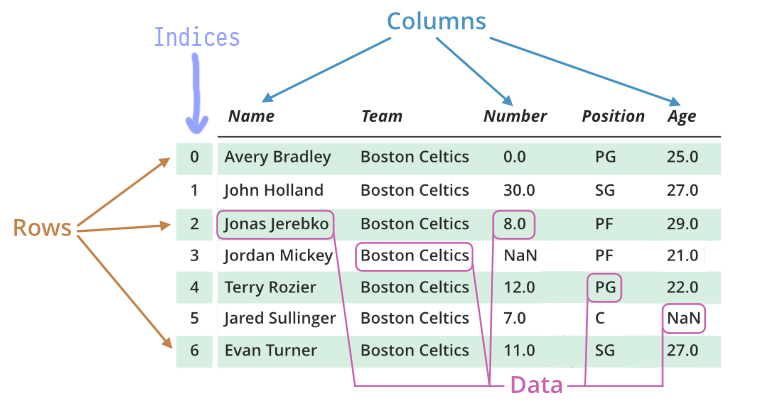 Columns
Indices
Name Team Number Position Age
0 Avery Bradley Boston Celtics 0.0 PG 25.0
1 John Holland Boston Celtics 30.0 SG 27.0
Rows
2 Jonas Jerebko Boston Celtics 8.0 PF 29.0
3 Jordan Mickey Boston Celtics NaN PF 21.0
4 Terry Rozier Boston Celtics 12.0 PG 22.0
5 Jared Sullinger Boston Celtics 7.0 C NaN
6 Evan Turner Boston Celtics 11.0 SG 27.0
Data